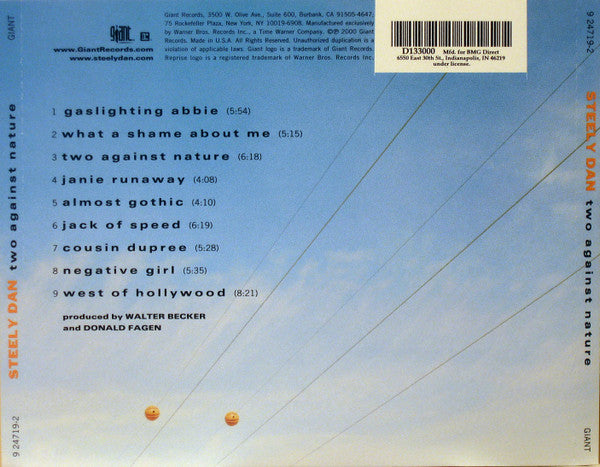 GIANT
STEELY DAN two against nature
9 24719-2
giant
www.GiantRecords.com
www.steelydan.com
Giant Records, 3500 W. Olive Ave., Suite 600, Burbank, CA 91505-4647
75 Rockefeller Plaza, New York, NY 10019-6908. Manufactured exclusively
by Warner Bros. Records Inc., a Time Warner Company. ℗2000 Giant
Records. Made in U.S.A. All Rights Reserved. Unauthorized duplication is a
violation of applicable laws. Giant logo is a trademark of Giant Records.
Reprise logo is a registered trademark of Warner Bros. Records Inc.
D133000 Mfd. for BMG Direct
6550 East 30th St., Indianapolis, IN 46219
under license.
1 gaslighting abbie (5:54)
2 what a shame about me (5:15)
3 two against nature (6:18)
4 janie runaway (4:08)
5 almost gothic (4:10)
6 jack of speed (6:19)
7 cousin dupree (5:28)
8 negative girl (5:35)
9 west of hollywood (8:21)
produced by WALTER BECKER
and DONALD FAGEN
9 24719-2
STEELY DAN two against nature
GIANT